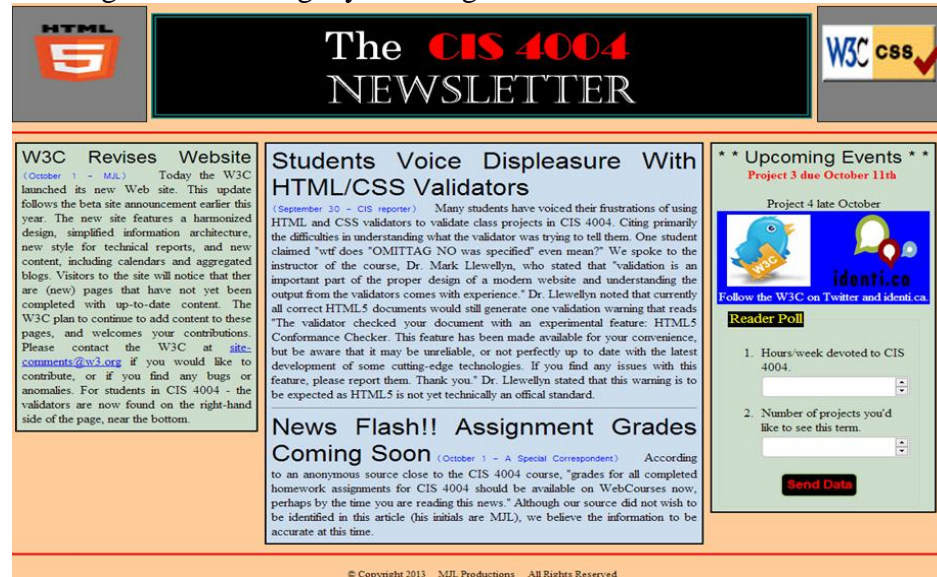 HTML
5
The CIS 4004
NEWSLETTER
W3C css
W3C Revises Website
(October 1 - MJL) Today the W3C
launched its new Web site. This update
follows the beta site announcement earlier this
year. The new site features a harmonized
design, simplified information architecture,
new style for technical reports, and new
content, including calendars and aggregated
blogs. Visitors to the site will notice that ther
are (new) pages that have not yet been
completed with up-to-date content. The
W3C plan to continue to add content to these
pages, and welcomes your contributions.
Please contact the W3C at site-
comments@w3.org if you would like to
contribute, or if you find any bugs or
anomalies. For students in CIS 4004 - the
validators are now found on the right-hand
side of the page, near the bottom.
Students Voice Displeasure With
HTML/CSS Validators
(September 30 - CIS reporter) Many students have voiced their frustrations of using
HTML and CSS validators to validate class projects in CIS 4004. Citing primarily
the difficulties in understanding what the validator was trying to tell them. One student
claimed "wtf does "OMITTAG NO was specified" even mean?" We spoke to the
instructor of the course, Dr. Mark Llewellyn, who stated that "validation is an
important part of the proper design of a modern website and understanding the
output from the validators comes with experience." Dr. Llewellyn noted that currently
all correct HTML5 documents would still generate one validation warning that reads
"The validator checked your document with an experimental feature: HTML5
Conformance Checker. This feature has been made available for your convenience,
but be aware that it may be unreliable, or not perfectly up to date with the latest
development of some cutting-edge technologies. If you find any issues with this
feature, please report them. Thank you." Dr. Llewellyn stated that this warning is to
be expected as HTML5 is not yet technically an offical standard.
News Flash!! Assignment Grades
Coming Soon (October 1 - A Special Correspondent) According
to an anonymous source close to the CIS 4004 course, "grades for all completed
homework assignments for CIS 4004 should be available on WebCourses now,
perhaps by the time you are reading this news." Although our source did not wish to
be identified in this article (his initials are MJL), we believe the information to be
accurate at this time.
* * Upcoming Events * *
Project 3 due October 11th
Project 4 late October
W3C
identi.ca
Follow the W3C on Twitter and identi.ca.
Reader Poll
1. Hours/week devoted to CIS
4004.
2. Number of projects you'd
like to see this term.
Send Data
© Copyright 2013 MJL Productions All Rights Reserved